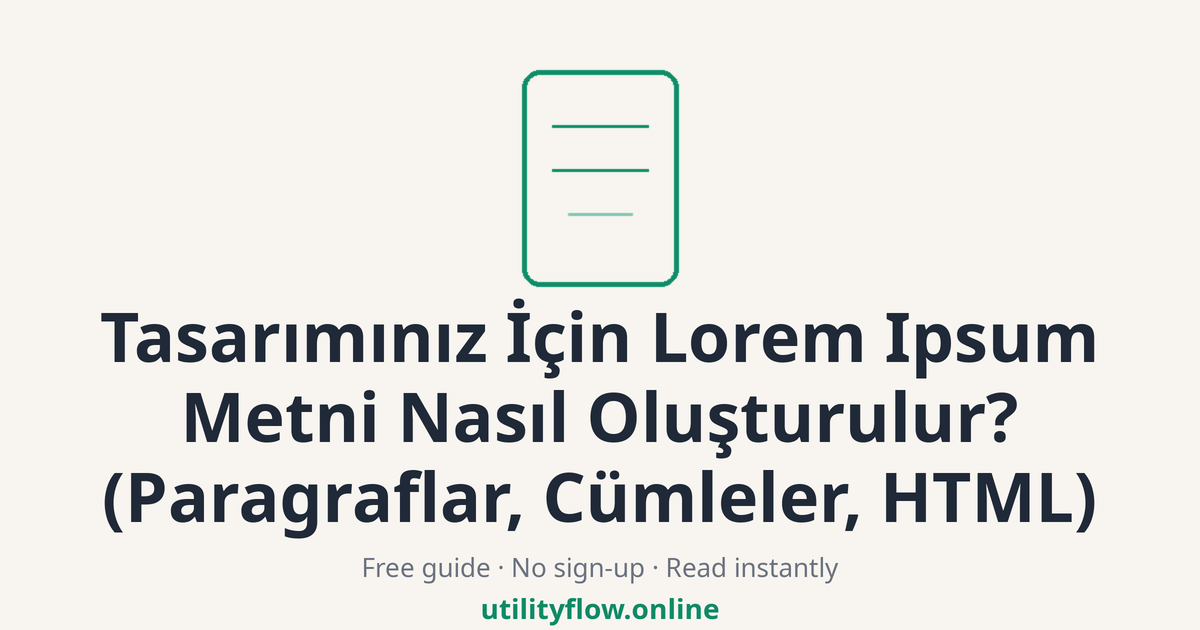 Tasarımınız İçin Lorem Ipsum
Metni Nasıl Oluşturulur?
(Paragraflar, Cümleler, HTML)
Free guide · No sign-up · Read instantly
utilityflow.online